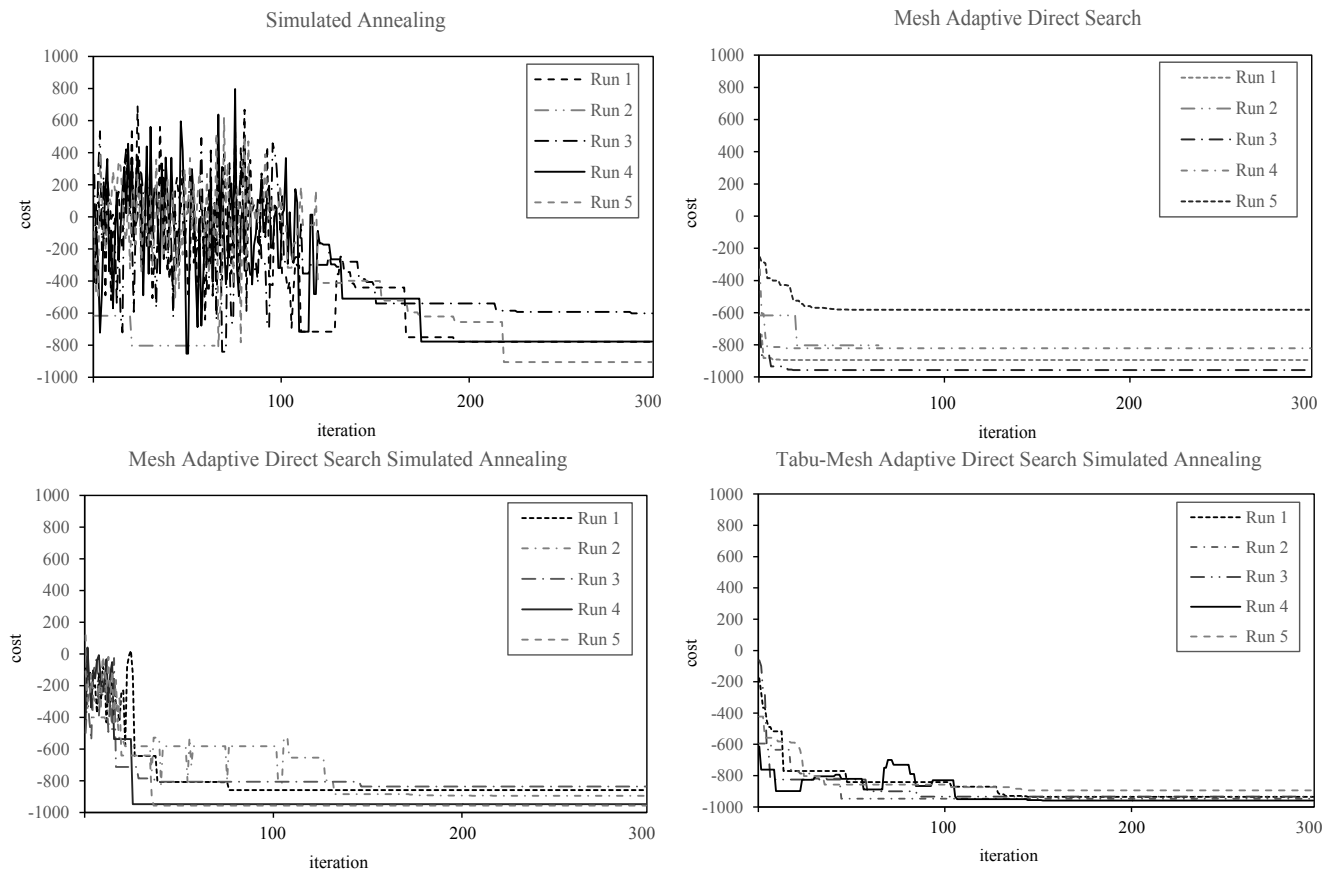 Simulated Annealing
1000
800
600
400
200
0
-200
-400
-600
-800
-1000
cost
100
200
300
iteration
Run 1
Run 2
Run 3
Run 4
Run 5
Mesh Adaptive Direct Search
1000
800
600
400
200
0
-200
-400
-600
-800
-1000
cost
100
200
300
iteration
Run 1
Run 2
Run 3
Run 4
Run 5
Mesh Adaptive Direct Search Simulated Annealing
1000
800
600
400
200
0
-200
-400
-600
-800
-1000
cost
100
200
300
iteration
Run 1
Run 2
Run 3
Run 4
Run 5
Tabu-Mesh Adaptive Direct Search Simulated Annealing
1000
800
600
400
200
0
-200
-400
-600
-800
-1000
cost
100
200
300
iteration
Run 1
Run 2
Run 3
Run 4
Run 5